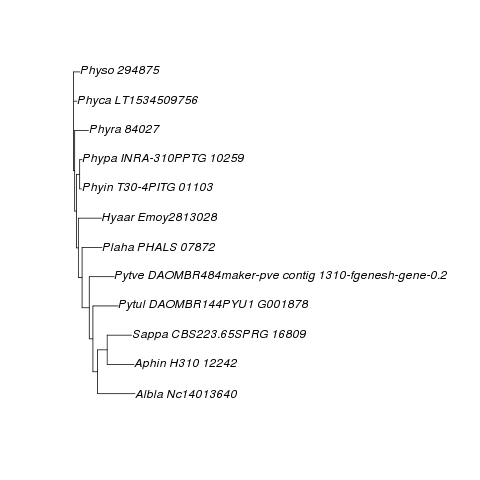 Physo 294875
Phyca LT1534509756
Phyra 84027
Phypa INRA-310PPTG 10259
Phyin T30-4PITG 01103
Hyaar Emoy2813028
Plaha PHALS 07872
Pytve DAOMBR484maker-pve contig 1310-fgenesh-gene-0.2
Pytul DAOMBR144PYU1 G001878
Sappa CBS223.65SPRG 16809
Aphin H310 12242
Albla Nc14013640